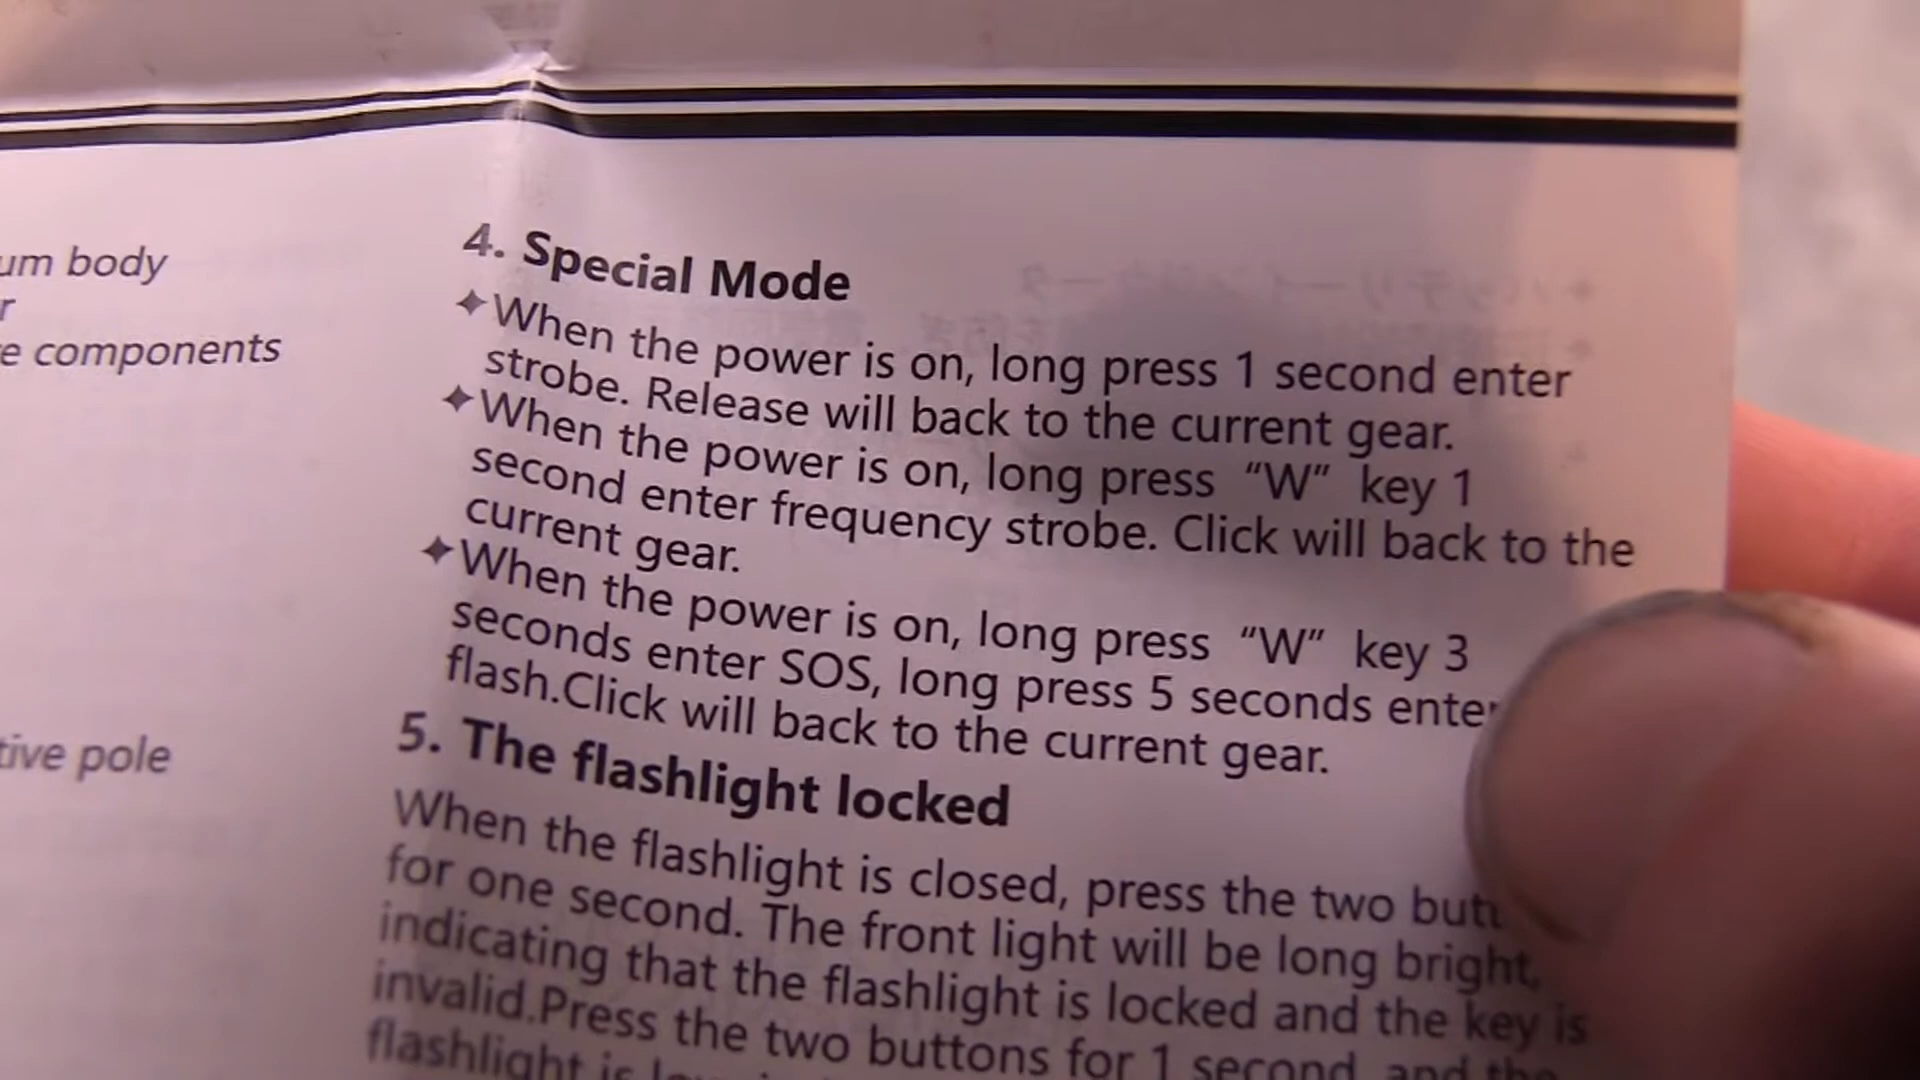 um body
r
e components
tive pole
4. Special Mode
✦When the power is on, long press 1 second enter
strobe. Release will back to the current gear.
✦When the power is on, long press “W” key 1
second enter frequency strobe. Click will back to the
current gear.
✦When the power is on, long press “W” key 3
seconds enter SOS, long press 5 seconds enter
flash.Click will back to the current gear.
5. The flashlight locked
When the flashlight is closed, press the two butt
for one second. The front light will be long bright,
indicating that the flashlight is locked and the key is
invalid.Press the two buttons for 1 second, and the
flashlight is